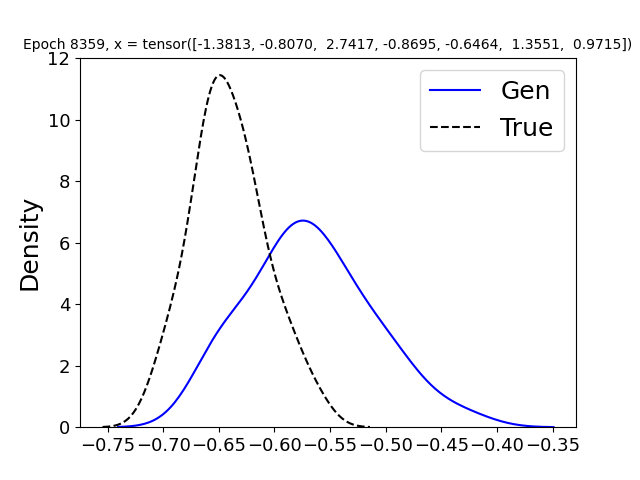 Epoch 8359, x = tensor([-1.3813, -0.8070,  2.7417, -0.8695, -0.6464,  1.3551,  0.9715])
Gen
True
Density
12
10
8
6
4
2
0
−0.75 −0.70 −0.65 −0.60 −0.55 −0.50 −0.45 −0.40 −0.35